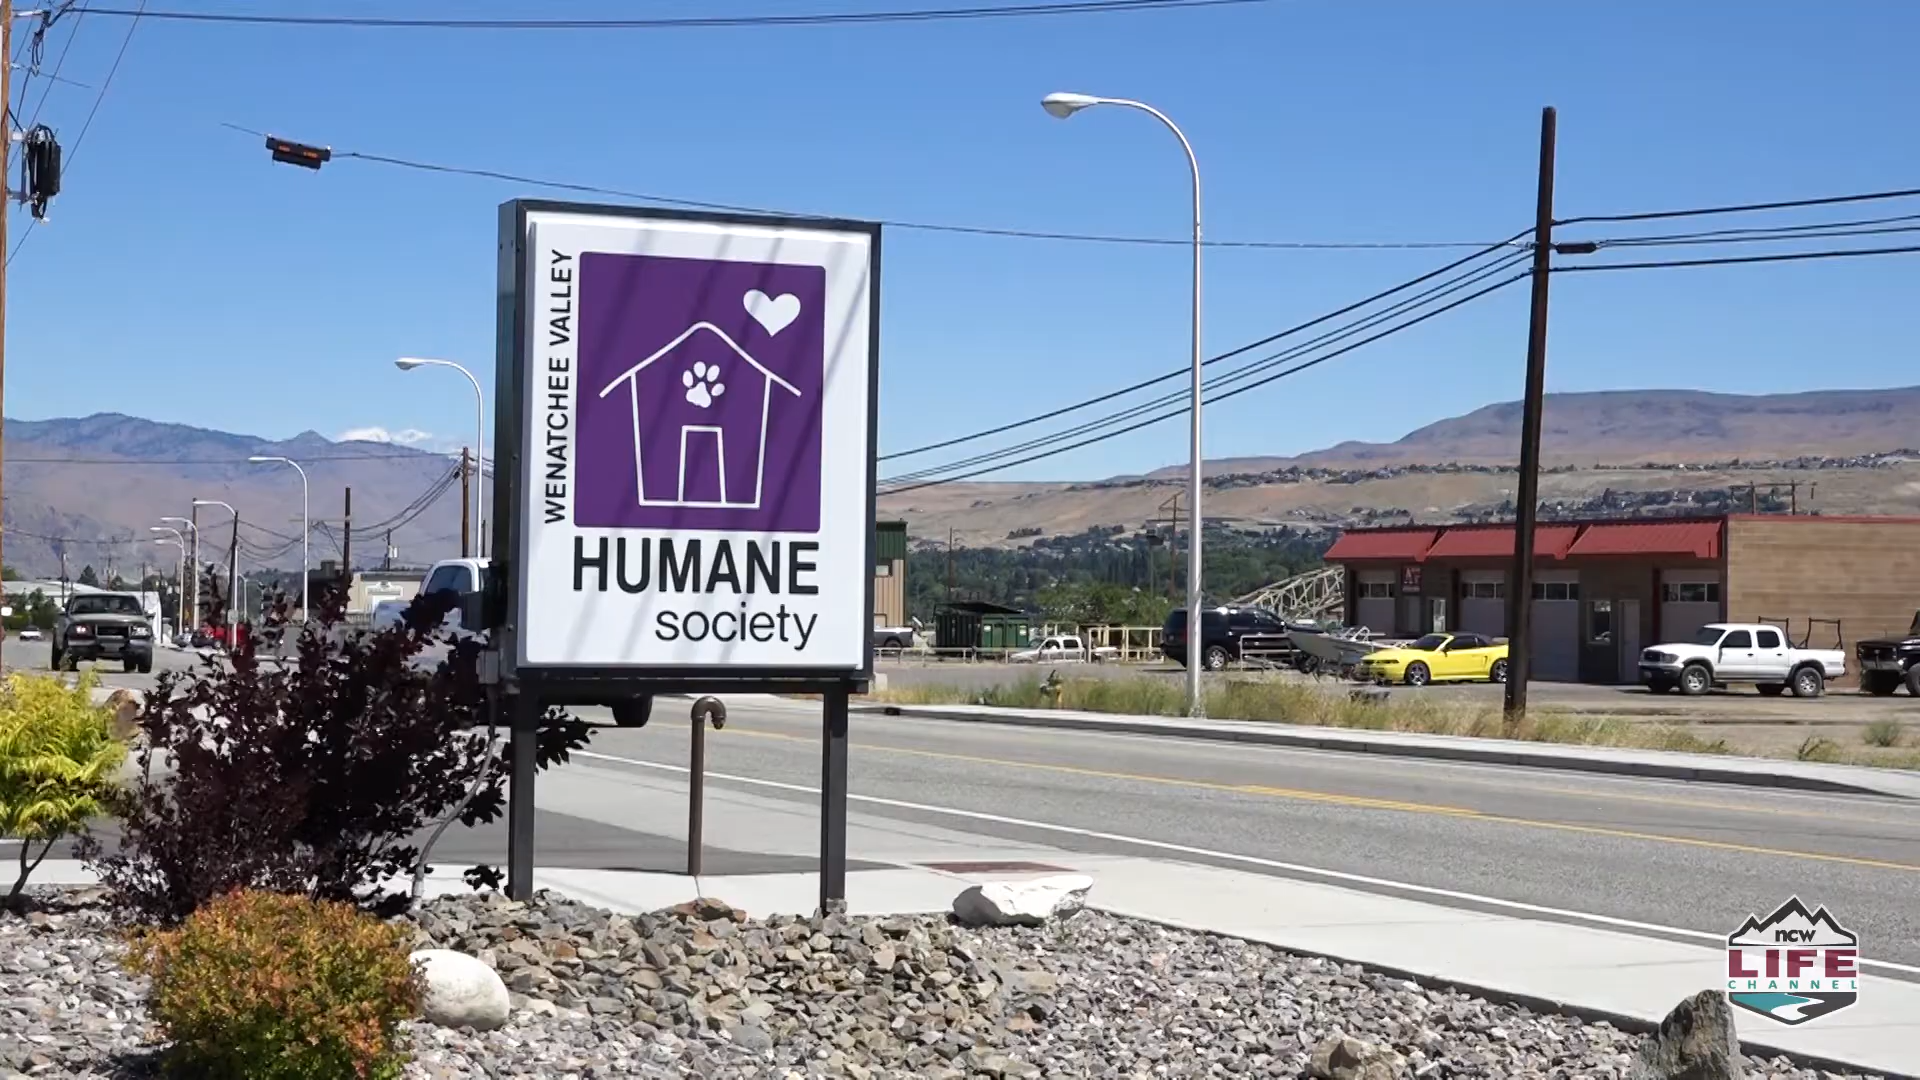 WENATCHEE VALLEY
HUMANE
society
ncw
LIFE
CHANNEL